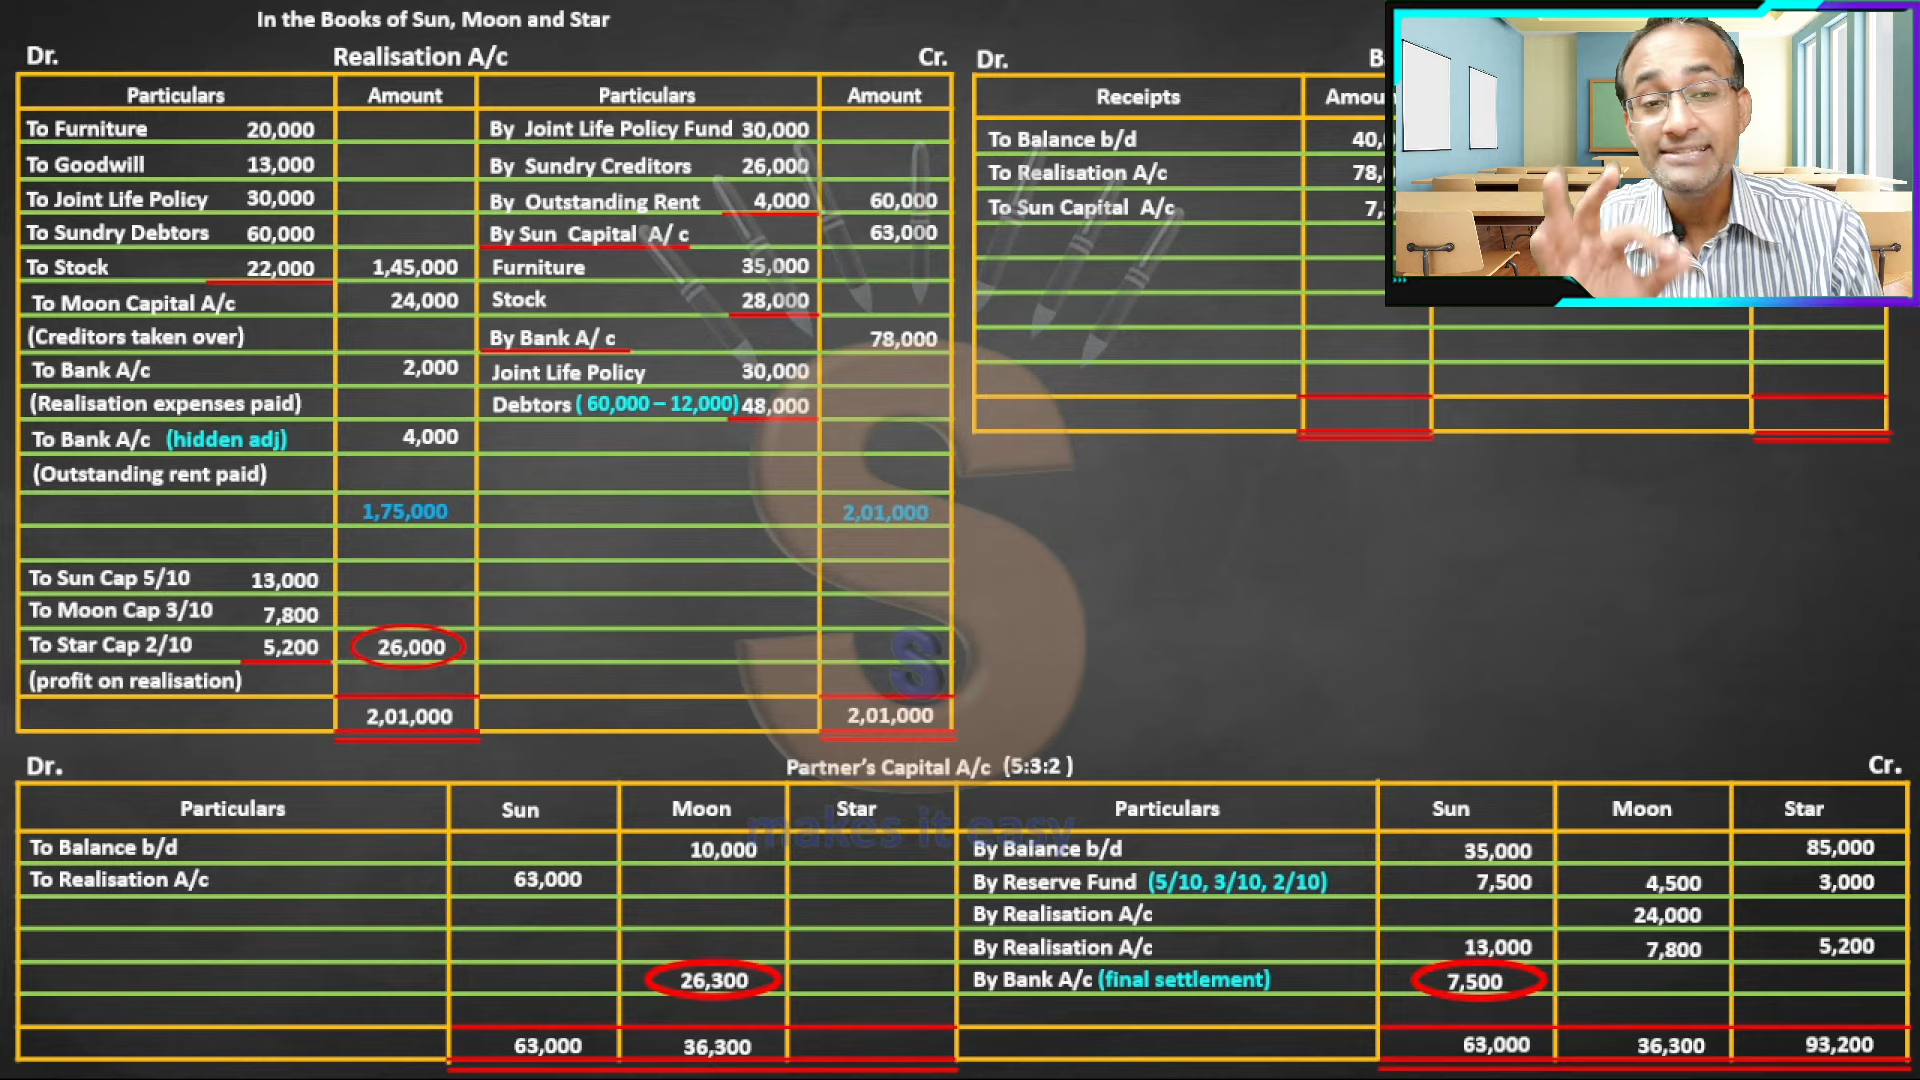 In the Books of Sun, Moon and Star
Dr. Realisation A/c Cr.
Particulars Amount Particulars Amount
To Furniture 20,000 By Joint Life Policy Fund 30,000
To Goodwill 13,000 By Sundry Creditors 26,000
To Joint Life Policy 30,000 By Outstanding Rent 4,000 60,000
To Sundry Debtors 60,000 By Sun Capital A/ c 63,000
To Stock 22,000 1,45,000 Furniture 35,000
To Moon Capital A/c 24,000 Stock 28,000
(Creditors taken over) By Bank A/ c 78,000
To Bank A/c 2,000 Joint Life Policy 30,000
(Realisation expenses paid) Debtors ( 60,000 – 12,000) 48,000
To Bank A/c (hidden adj) 4,000
(Outstanding rent paid)
1,75,000 2,01,000
To Sun Cap 5/10 13,000
To Moon Cap 3/10 7,800
To Star Cap 2/10 5,200 26,000
(profit on realisation)
2,01,000 2,01,000
Dr.
Receipts
To Balance b/d
To Realisation A/c
To Sun Capital A/c
Dr. Partner's Capital A/c (5:3:2 ) Cr.
Particulars Sun Moon Star Particulars Sun Moon Star
To Balance b/d 10,000 By Balance b/d 35,000 85,000
To Realisation A/c 63,000 By Reserve Fund (5/10, 3/10, 2/10) 7,500 4,500 3,000
By Realisation A/c 24,000
By Realisation A/c 13,000 7,800 5,200
26,300 By Bank A/c (final settlement) 7,500
63,000 36,300 63,000 36,300 93,200
S
S
makes it easy